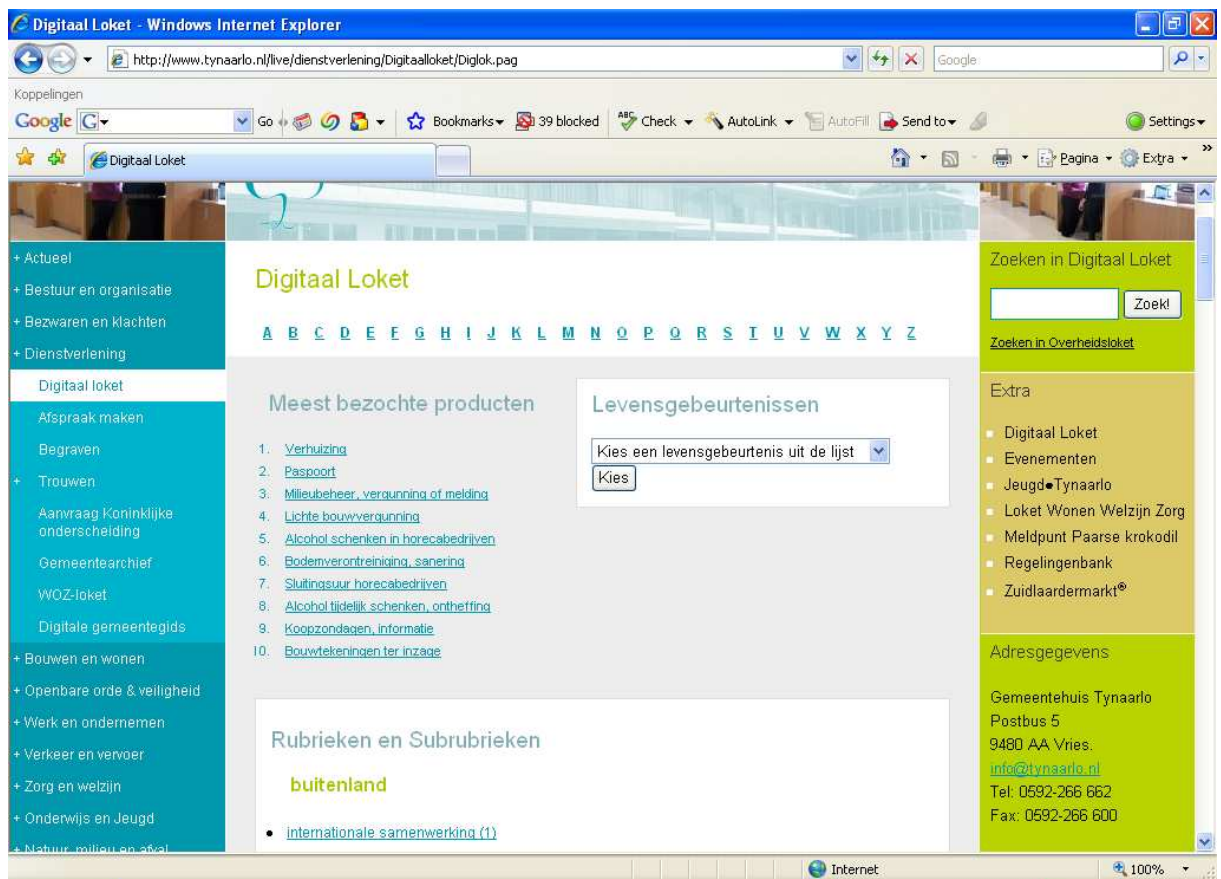 Digitaal Loket - Windows Internet Explorer
http://www.tynaarlo.nl/live/dienstverlening/Digitaalloket/Diglok.pag
Google
Koppelingen
Google G Go Bookmarks 39 blocked ABC Check AutoLink AutoFill Send to Settings
Digitaal Loket
Pagina Extra »
+ Actueel
+ Bestuur en organisatie
+ Bezwaren en klachten
+ Dienstverlening
Digitaal loket
Afspraak maken
Begraven
+ Trouwen
Aanvraag Koninklijke
onderscheiding
Gemeentearchief
WOZ-loket
Digitale gemeentegids
+ Bouwen en wonen
+ Openbare orde & veiligheid
+ Werk en ondernemen
+ Verkeer en vervoer
+ Zorg en welzijn
+ Onderwijs en Jeugd
+ Natuur, milieu en afval
Digitaal Loket
A B C D E F G H I J K L M N O P Q R S T U V W X Y Z
Meest bezochte producten
1. Verhuizing
2. Paspoort
3. Milieubeheer, vergunning of melding
4. Lichte bouwvergunning
5. Alcohol schenken in horecabedrijven
6. Bodemverontreiniging, sanering
7. Sluitingsuur horecabedrijven
8. Alcohol tijdelijk schenken, ontheffing
9. Koopzondagen, informatie
10. Bouwtekeningen ter inzage
Levensgebeurtenissen
Kies een levensgebeurtenis uit de lijst
Kies
Rubrieken en Subrubrieken
buitenland
• internationale samenwerking (1)
Zoeken in Digitaal Loket
Zoek!
Zoeken in Overheidsloket
Extra
Digitaal Loket
Evenementen
Jeugd●Tynaarlo
Loket Wonen Welzijn Zorg
Meldpunt Paarse krokodil
Regelingenbank
Zuidlaardermarkt®
Adresgegevens
Gemeentehuis Tynaarlo
Postbus 5
9480 AA Vries.
info@tynaarlo.nl
Tel: 0592-266 662
Fax: 0592-266 600
Internet
100%